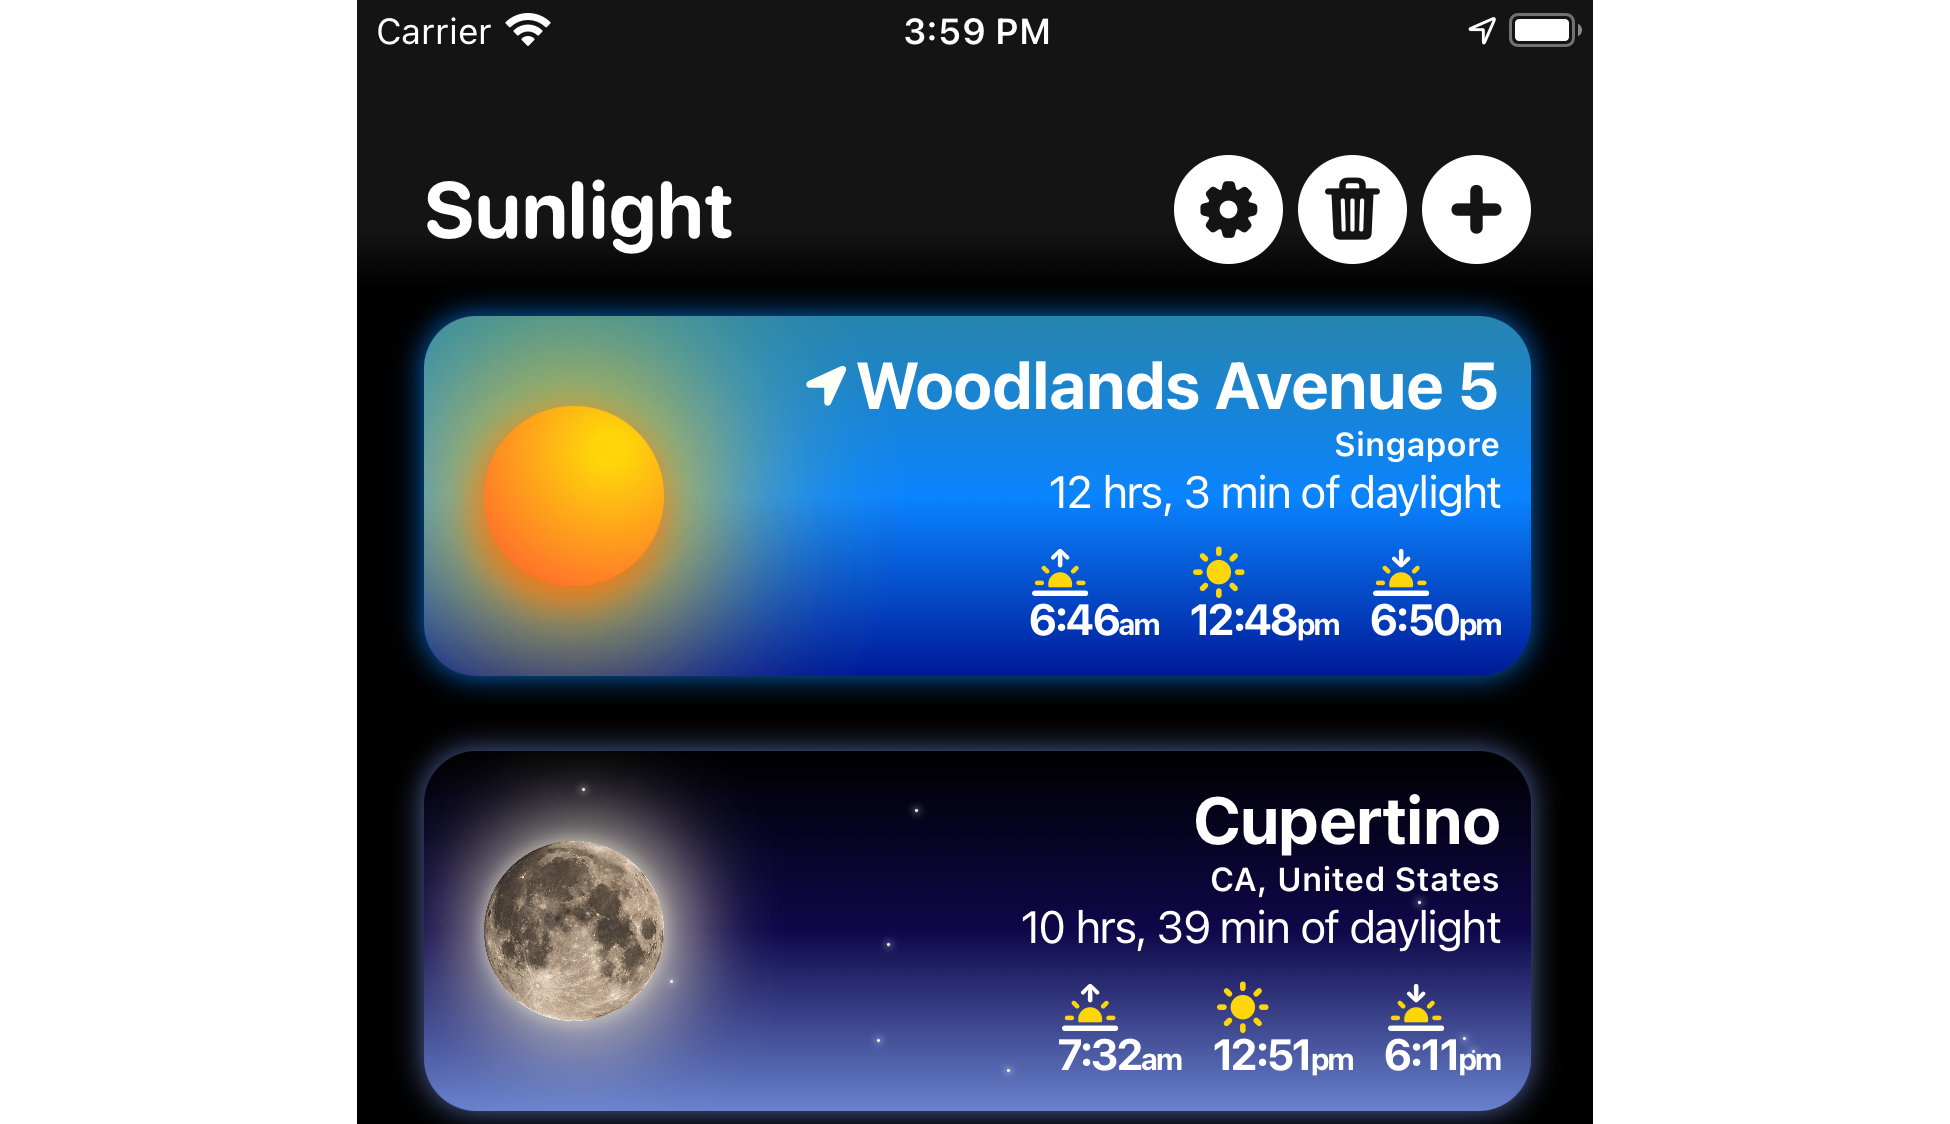 Carrier 3:59 PM
Sunlight
Woodlands Avenue 5
Singapore
12 hrs, 3 min of daylight
6:46am 12:48pm 6:50pm
Cupertino
CA, United States
10 hrs, 39 min of daylight
7:32am 12:51pm 6:11pm